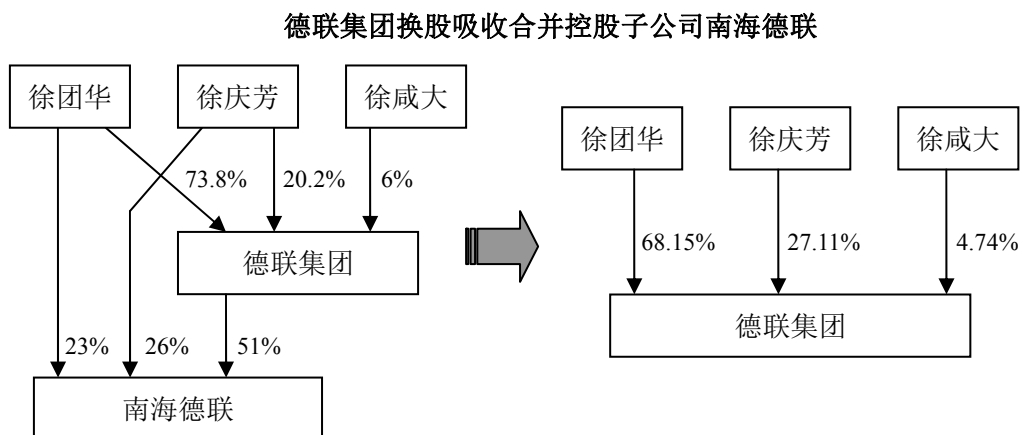 德联集团换股吸收合并控股子公司南海德联
徐团华 徐庆芳 徐咸大
73.8% 20.2% 6%
德联集团
23% 26% 51%
南海德联
徐团华 徐庆芳 徐咸大
68.15% 27.11% 4.74%
德联集团